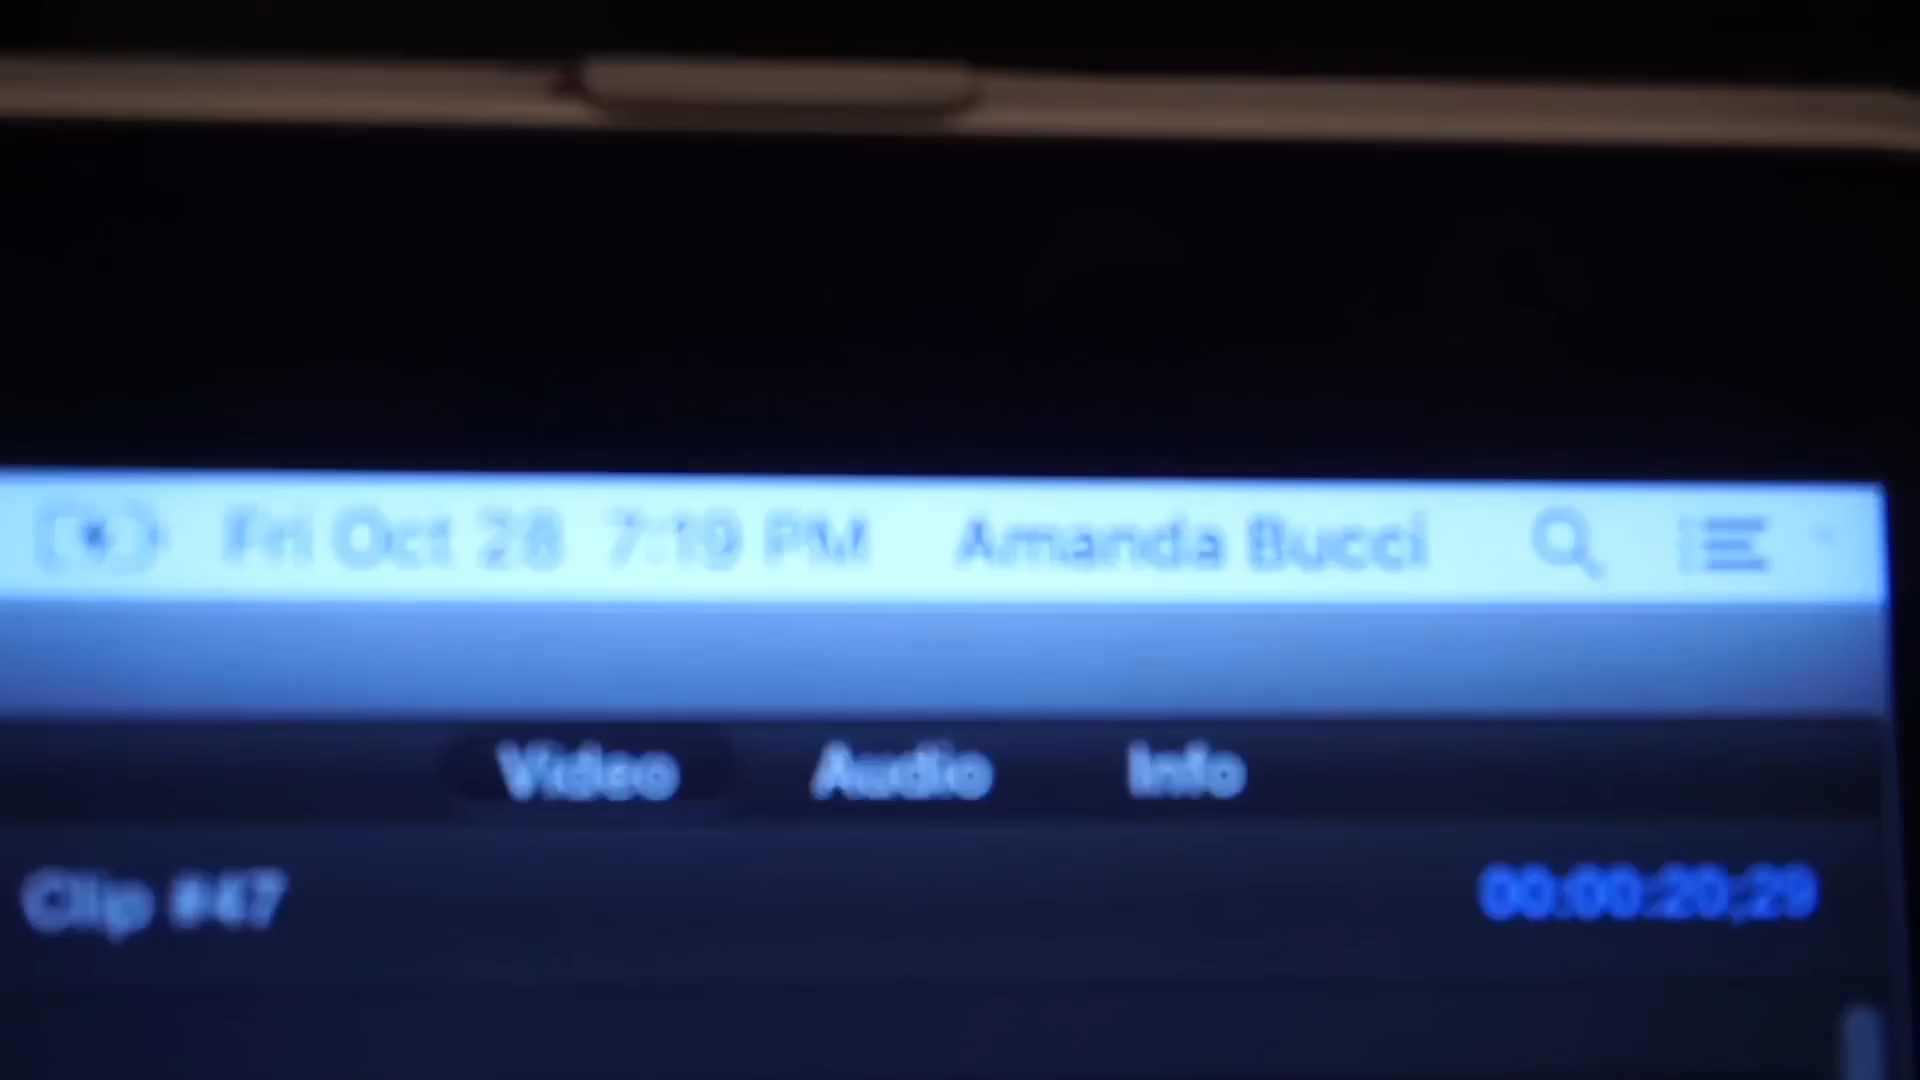 Fri Oct 28 7:19 PM Amanda Bucci
Video Audio Info
Clip #47 00:00:20;29